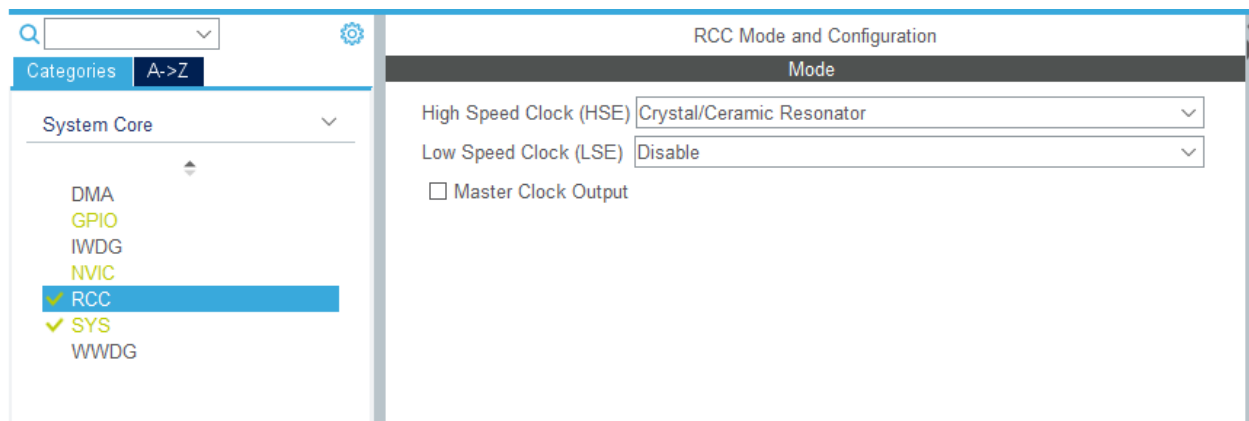 Categories A->Z
System Core
DMA
GPIO
IWDG
NVIC
RCC
SYS
WWDG
RCC Mode and Configuration
Mode
High Speed Clock (HSE) Crystal/Ceramic Resonator
Low Speed Clock (LSE) Disable
Master Clock Output